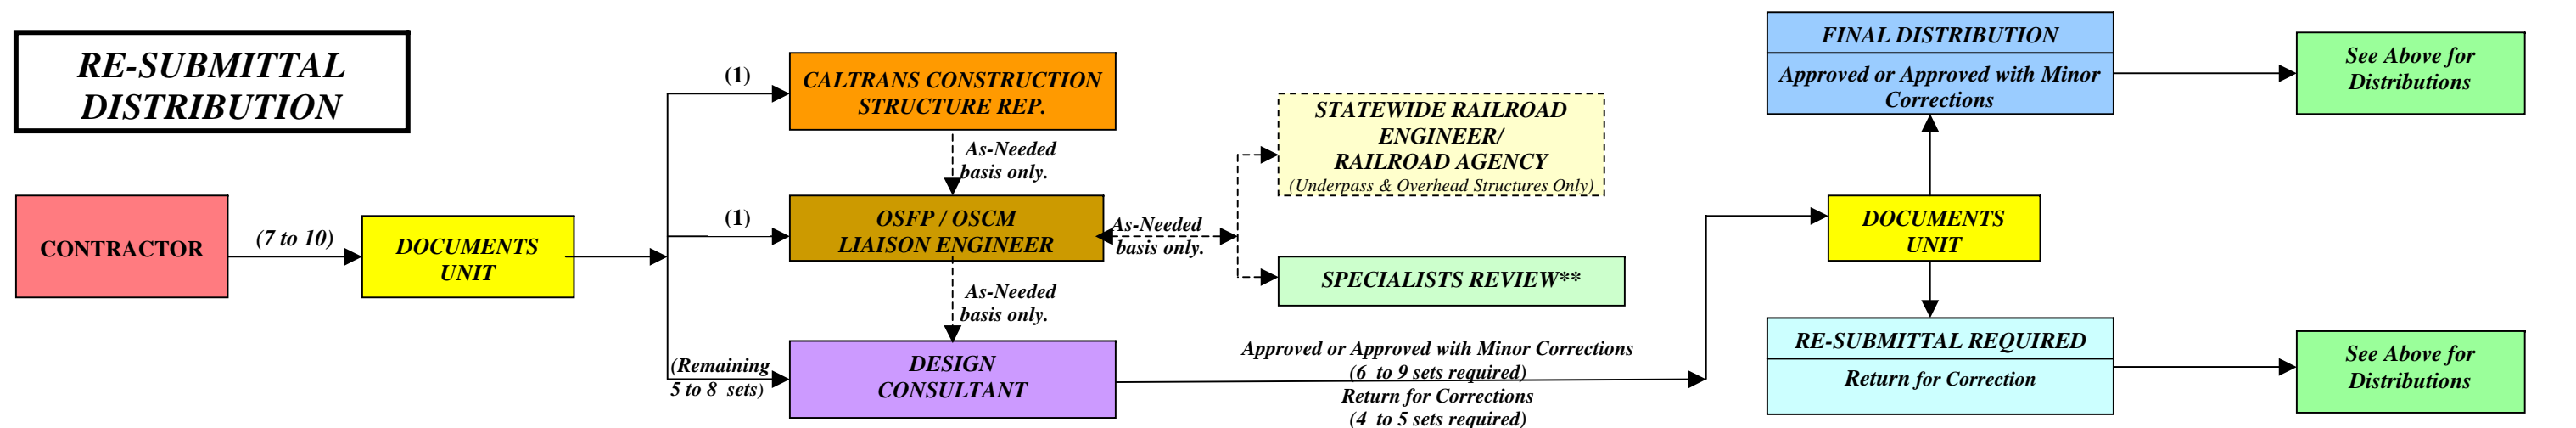 RE-SUBMITTAL
DISTRIBUTION
CONTRACTOR
(7 to 10)
DOCUMENTS
UNIT
(1)
(1)
(Remaining
5 to 8 sets)
CALTRANS CONSTRUCTION
STRUCTURE REP.
As-Needed
basis only.
OSFP / OSCM
LIAISON ENGINEER
As-Needed
basis only.
DESIGN
CONSULTANT
As-Needed
basis only.
STATEWIDE RAILROAD
ENGINEER/
RAILROAD AGENCY
(Underpass & Overhead Structures Only)
SPECIALISTS REVIEW**
Approved or Approved with Minor Corrections
(6 to 9 sets required)
Return for Corrections
(4 to 5 sets required)
FINAL DISTRIBUTION
Approved or Approved with Minor
Corrections
DOCUMENTS
UNIT
RE-SUBMITTAL REQUIRED
Return for Correction
See Above for
Distributions
See Above for
Distributions